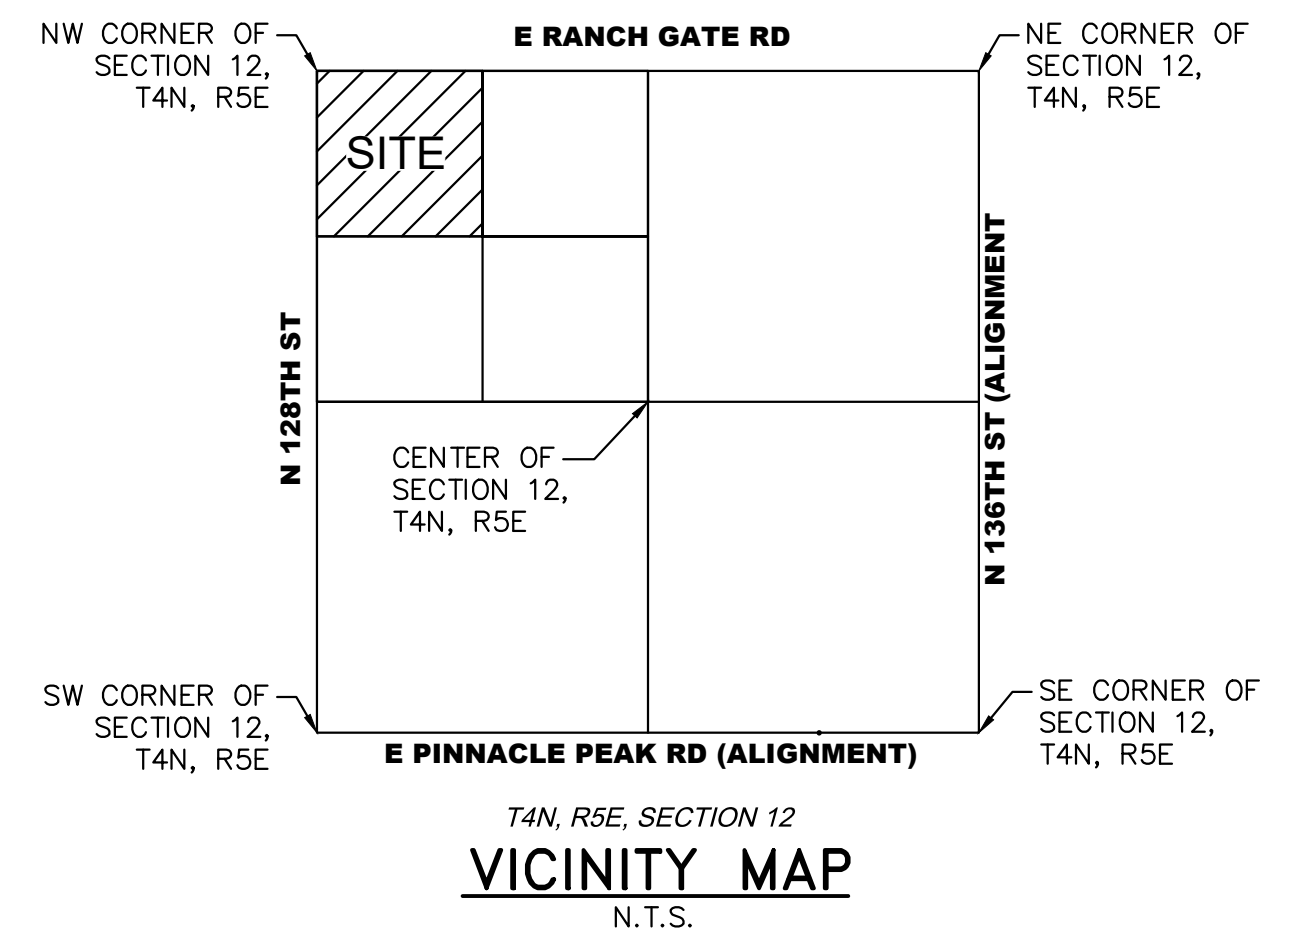 E RANCH GATE RD
NW CORNER OF
SECTION 12,
T4N, R5E
NE CORNER OF
SECTION 12,
T4N, R5E
SITE
N 128TH ST
N 136TH ST (ALIGNMENT
CENTER OF
SECTION 12,
T4N, R5E
SW CORNER OF
SECTION 12,
T4N, R5E
SE CORNER OF
SECTION 12,
T4N, R5E
E PINNACLE PEAK RD (ALIGNMENT)
T4N, R5E, SECTION 12
VICINITY MAP
N.T.S.